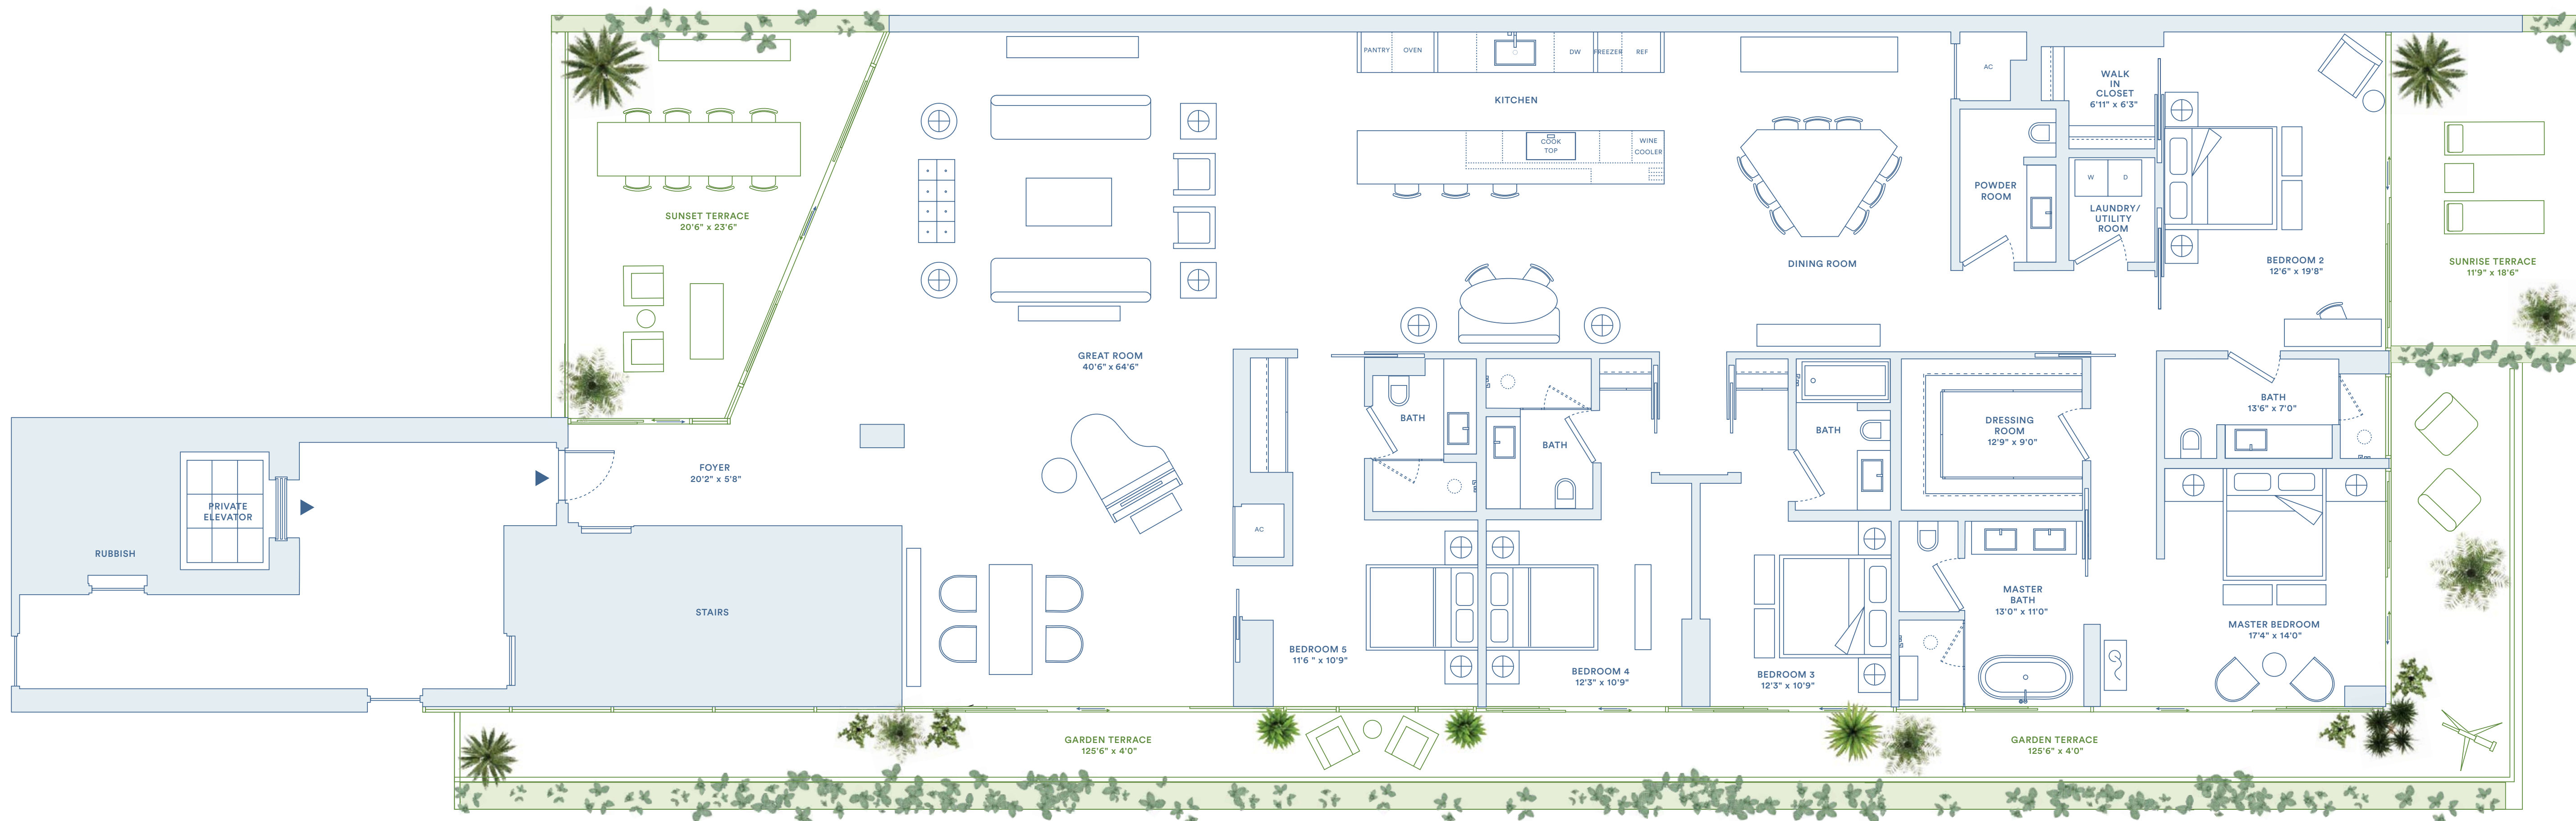 PANTRY
OVEN
DW
FREEZER
REF
KITCHEN
COOK
TOP
WINE
COOLER
AC
WALK
IN
CLOSET
6'11" x 6'3"
POWDER
ROOM
W
D
LAUNDRY/
UTILITY
ROOM
SUNSET TERRACE
20'6" x 23'6"
DINING ROOM
BEDROOM 2
12'6" x 19'8"
SUNRISE TERRACE
11'9" x 18'6"
GREAT ROOM
40'6" x 64'6"
FOYER
20'2" x 5'8"
PRIVATE
ELEVATOR
RUBBISH
STAIRS
AC
BATH
BATH
BATH
DRESSING
ROOM
12'9" x 9'0"
BATH
13'6" x 7'0"
MASTER
BATH
13'0" x 11'0"
MASTER BEDROOM
17'4" x 14'0"
BEDROOM 5
11'6 " x 10'9"
BEDROOM 4
12'3" x 10'9"
BEDROOM 3
12'3" x 10'9"
GARDEN TERRACE
125'6" x 4'0"
GARDEN TERRACE
125'6" x 4'0"